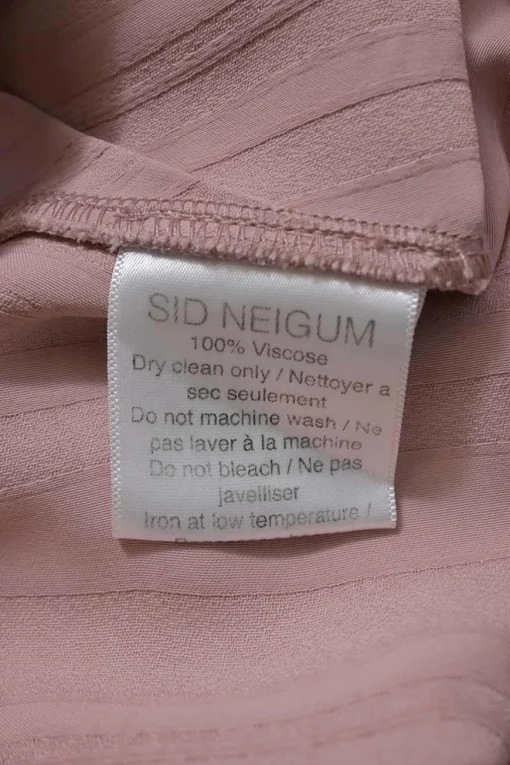 SID NEIGUM
100% Viscose
Dry clean only / Nettoyer a
sec seulement
Do not machine wash / Ne
pas laver à la machine
Do not bleach / Ne pas
javelliser
Iron at low temperature /